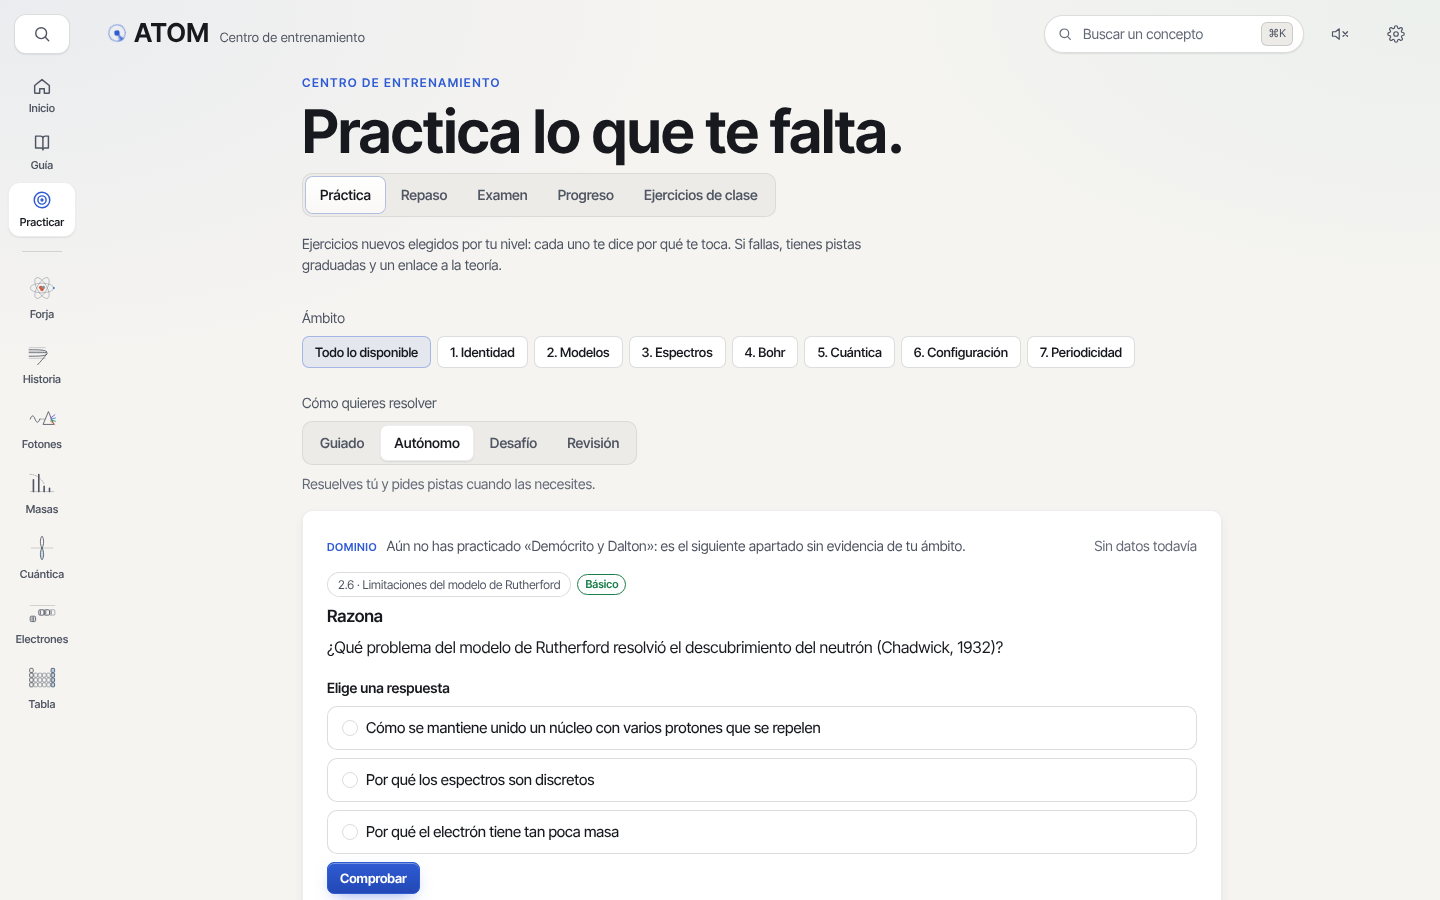 ATOM Centro de entrenamiento
Buscar un concepto ⌘K
Inicio
Guía
Practicar
Forja
Historia
Fotones
Masas
Cuántica
Electrones
Tabla
CENTRO DE ENTRENAMIENTO
Practica lo que te falta.
Práctica Repaso Examen Progreso Ejercicios de clase
Ejercicios nuevos elegidos por tu nivel: cada uno te dice por qué te toca. Si fallas, tienes pistas
graduadas y un enlace a la teoría.
Ámbito
Todo lo disponible 1. Identidad 2. Modelos 3. Espectros 4. Bohr 5. Cuántica 6. Configuración 7. Periodicidad
Cómo quieres resolver
Guiado Autónomo Desafío Revisión
Resuelves tú y pides pistas cuando las necesites.
DOMINIO Aún no has practicado «Demócrito y Dalton»: es el siguiente apartado sin evidencia de tu ámbito. Sin datos todavía
2.6 · Limitaciones del modelo de Rutherford Básico
Razona
¿Qué problema del modelo de Rutherford resolvió el descubrimiento del neutrón (Chadwick, 1932)?
Elige una respuesta
Cómo se mantiene unido un núcleo con varios protones que se repelen
Por qué los espectros son discretos
Por qué el electrón tiene tan poca masa
Comprobar